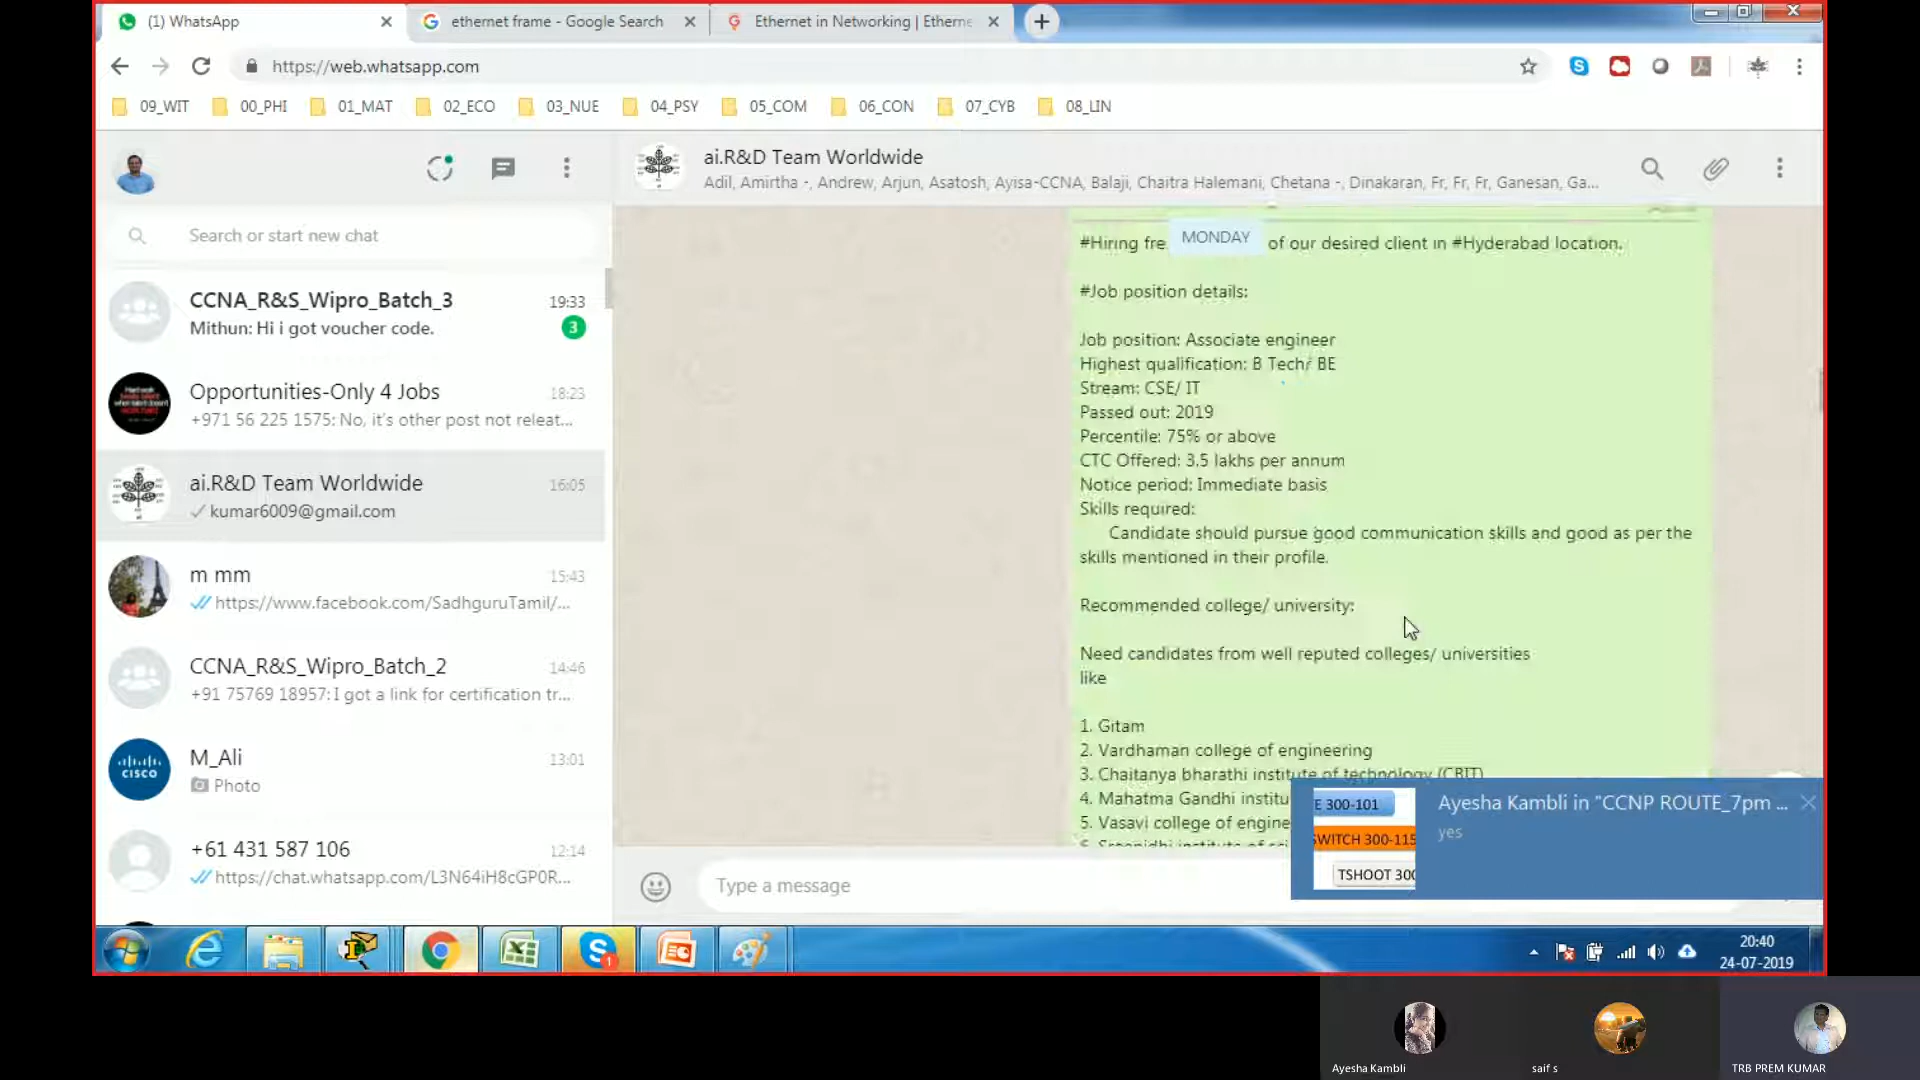 (1) WhatsApp
ethernet frame - Google Search
Ethernet in Networking | Etherne
https://web.whatsapp.com
09_WIT 00_PHI 01_MAT 02_ECO 03_NUE 04_PSY 05_COM 06_CON 07_CYB 08_LIN
ai.R&D Team Worldwide
Adil, Amirtha -, Andrew, Arjun, Asatosh, Ayisa-CCNA, Balaji, Chaitra Halemani, Chetana -, Dinakaran, Fr, Fr, Fr, Ganesan, Ga...
Search or start new chat
CCNA_R&S_Wipro_Batch_3 19:33
Mithun: Hi i got voucher code. 3
Opportunities-Only 4 Jobs 18:23
+971 56 225 1575: No, it's other post not releat...
ai.R&D Team Worldwide 16:05
kumar6009@gmail.com
m mm 15:43
https://www.facebook.com/SadhguruTamil/...
CCNA_R&S_Wipro_Batch_2 14:46
+91 75769 18957: I got a link for certification tr...
M_Ali 13:01
CISCO
Photo
+61 431 587 106 12:14
https://chat.whatsapp.com/L3N64iH8cGP0R...
MONDAY
#Hiring fre of our desired client in #Hyderabad location.
#Job position details:
Job position: Associate engineer
Highest qualification: B Tech/ BE
Stream: CSE/ IT
Passed out: 2019
Percentile: 75% or above
CTC Offered: 3.5 lakhs per annum
Notice period: Immediate basis
Skills required:
Candidate should pursue good communication skills and good as per the
skills mentioned in their profile.
Recommended college/ university:
Need candidates from well reputed colleges/ universities
like
1. Gitam
2. Vardhaman college of engineering
3. Chaitanya bharathi institute of technology (CBIT)
4. Mahatma Gandhi institu
5. Vasavi college of engine
Type a message
E 300-101
SWITCH 300-115
TSHOOT 300
Ayesha Kambli in "CCNP ROUTE_7pm ...
yes
1
20:40
24-07-2019
Ayesha Kambli
saif s
TRB PREM KUMAR